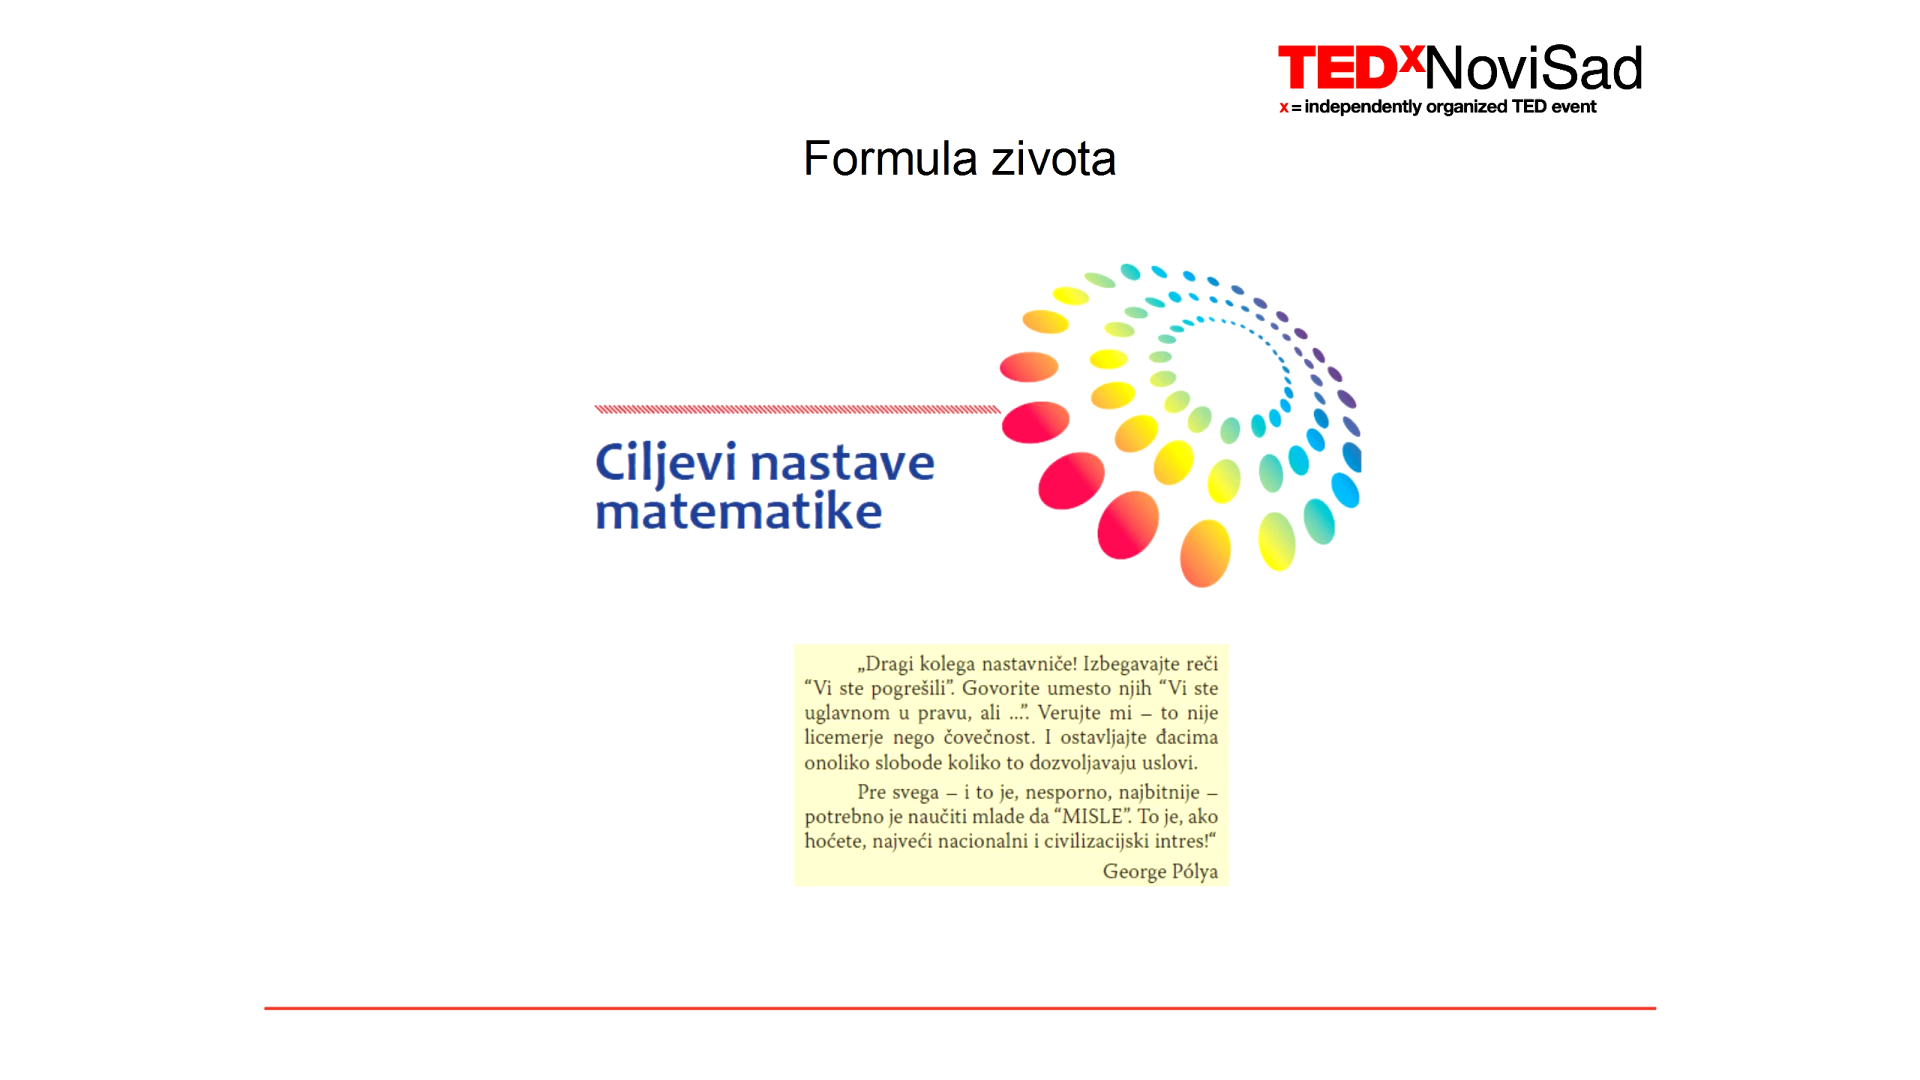 TEDxNoviSad
x = independently organized TED event
Formula zivota
Ciljevi nastave
matematike
„Dragi kolega nastavniče! Izbegavajte reči
“Vi ste pogrešili”. Govorite umesto njih “Vi ste
uglavnom u pravu, ali ...”. Verujte mi – to nije
licemerje nego čovečnost. I ostavljajte đacima
onoliko slobode koliko to dozvoljavaju uslovi.
Pre svega – i to je, nesporno, najbitnije –
potrebno je naučiti mlade da “MISLE”. To je, ako
hoćete, najveći nacionalni i civilizacijski intres!“
George Pólya